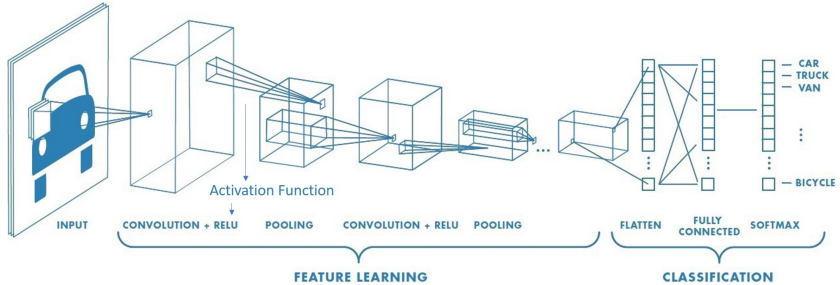 CAR
TRUCK
VAN
BICYCLE
Activation Function
INPUT
CONVOLUTION + RELU
POOLING
CONVOLUTION + RELU
POOLING
FLATTEN
FULLY
CONNECTED
SOFTMAX
FEATURE LEARNING
CLASSIFICATION